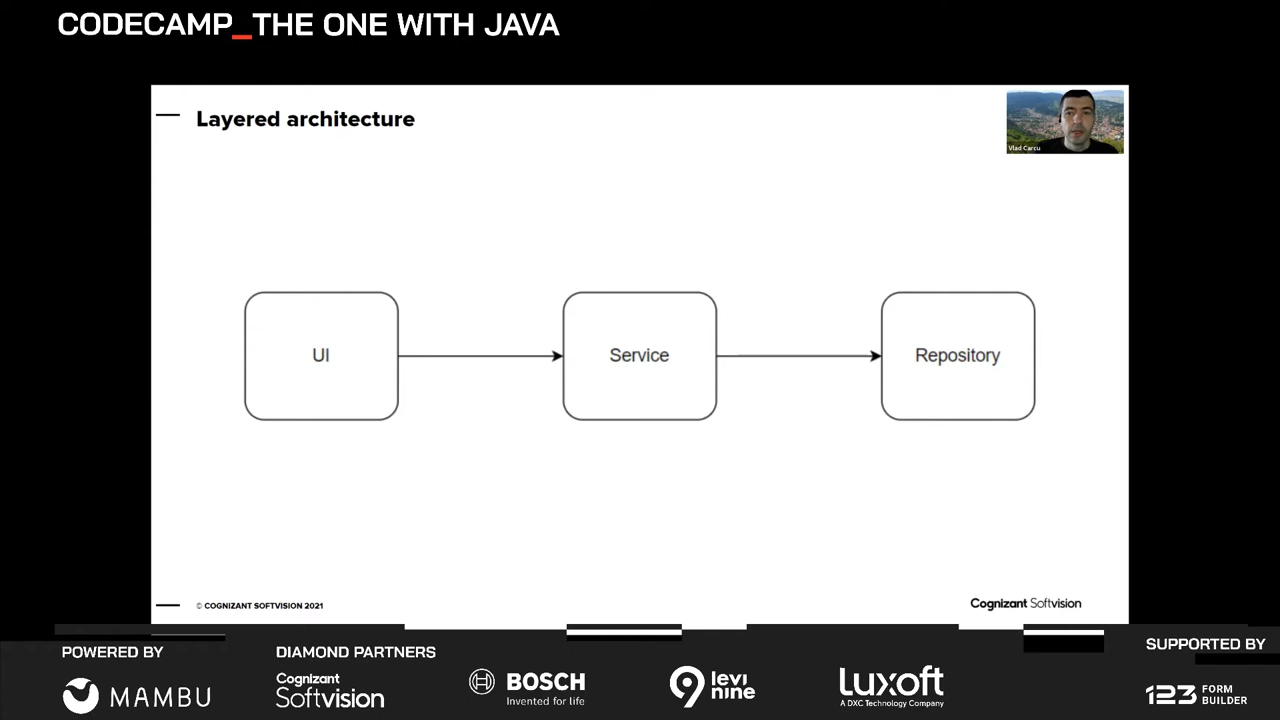 CODECAMP_THE ONE WITH JAVA
Layered architecture
Vlad Carcu
UI
Service
Repository
© COGNIZANT SOFTVISION 2021
Cognizant Softvision
POWERED BY
DIAMOND PARTNERS
SUPPORTED BY
MAMBU
Cognizant
Softvision
BOSCH
Invented for life
9 levi
nine
Luxoft
A DXC Technology Company
123 FORM
BUILDER